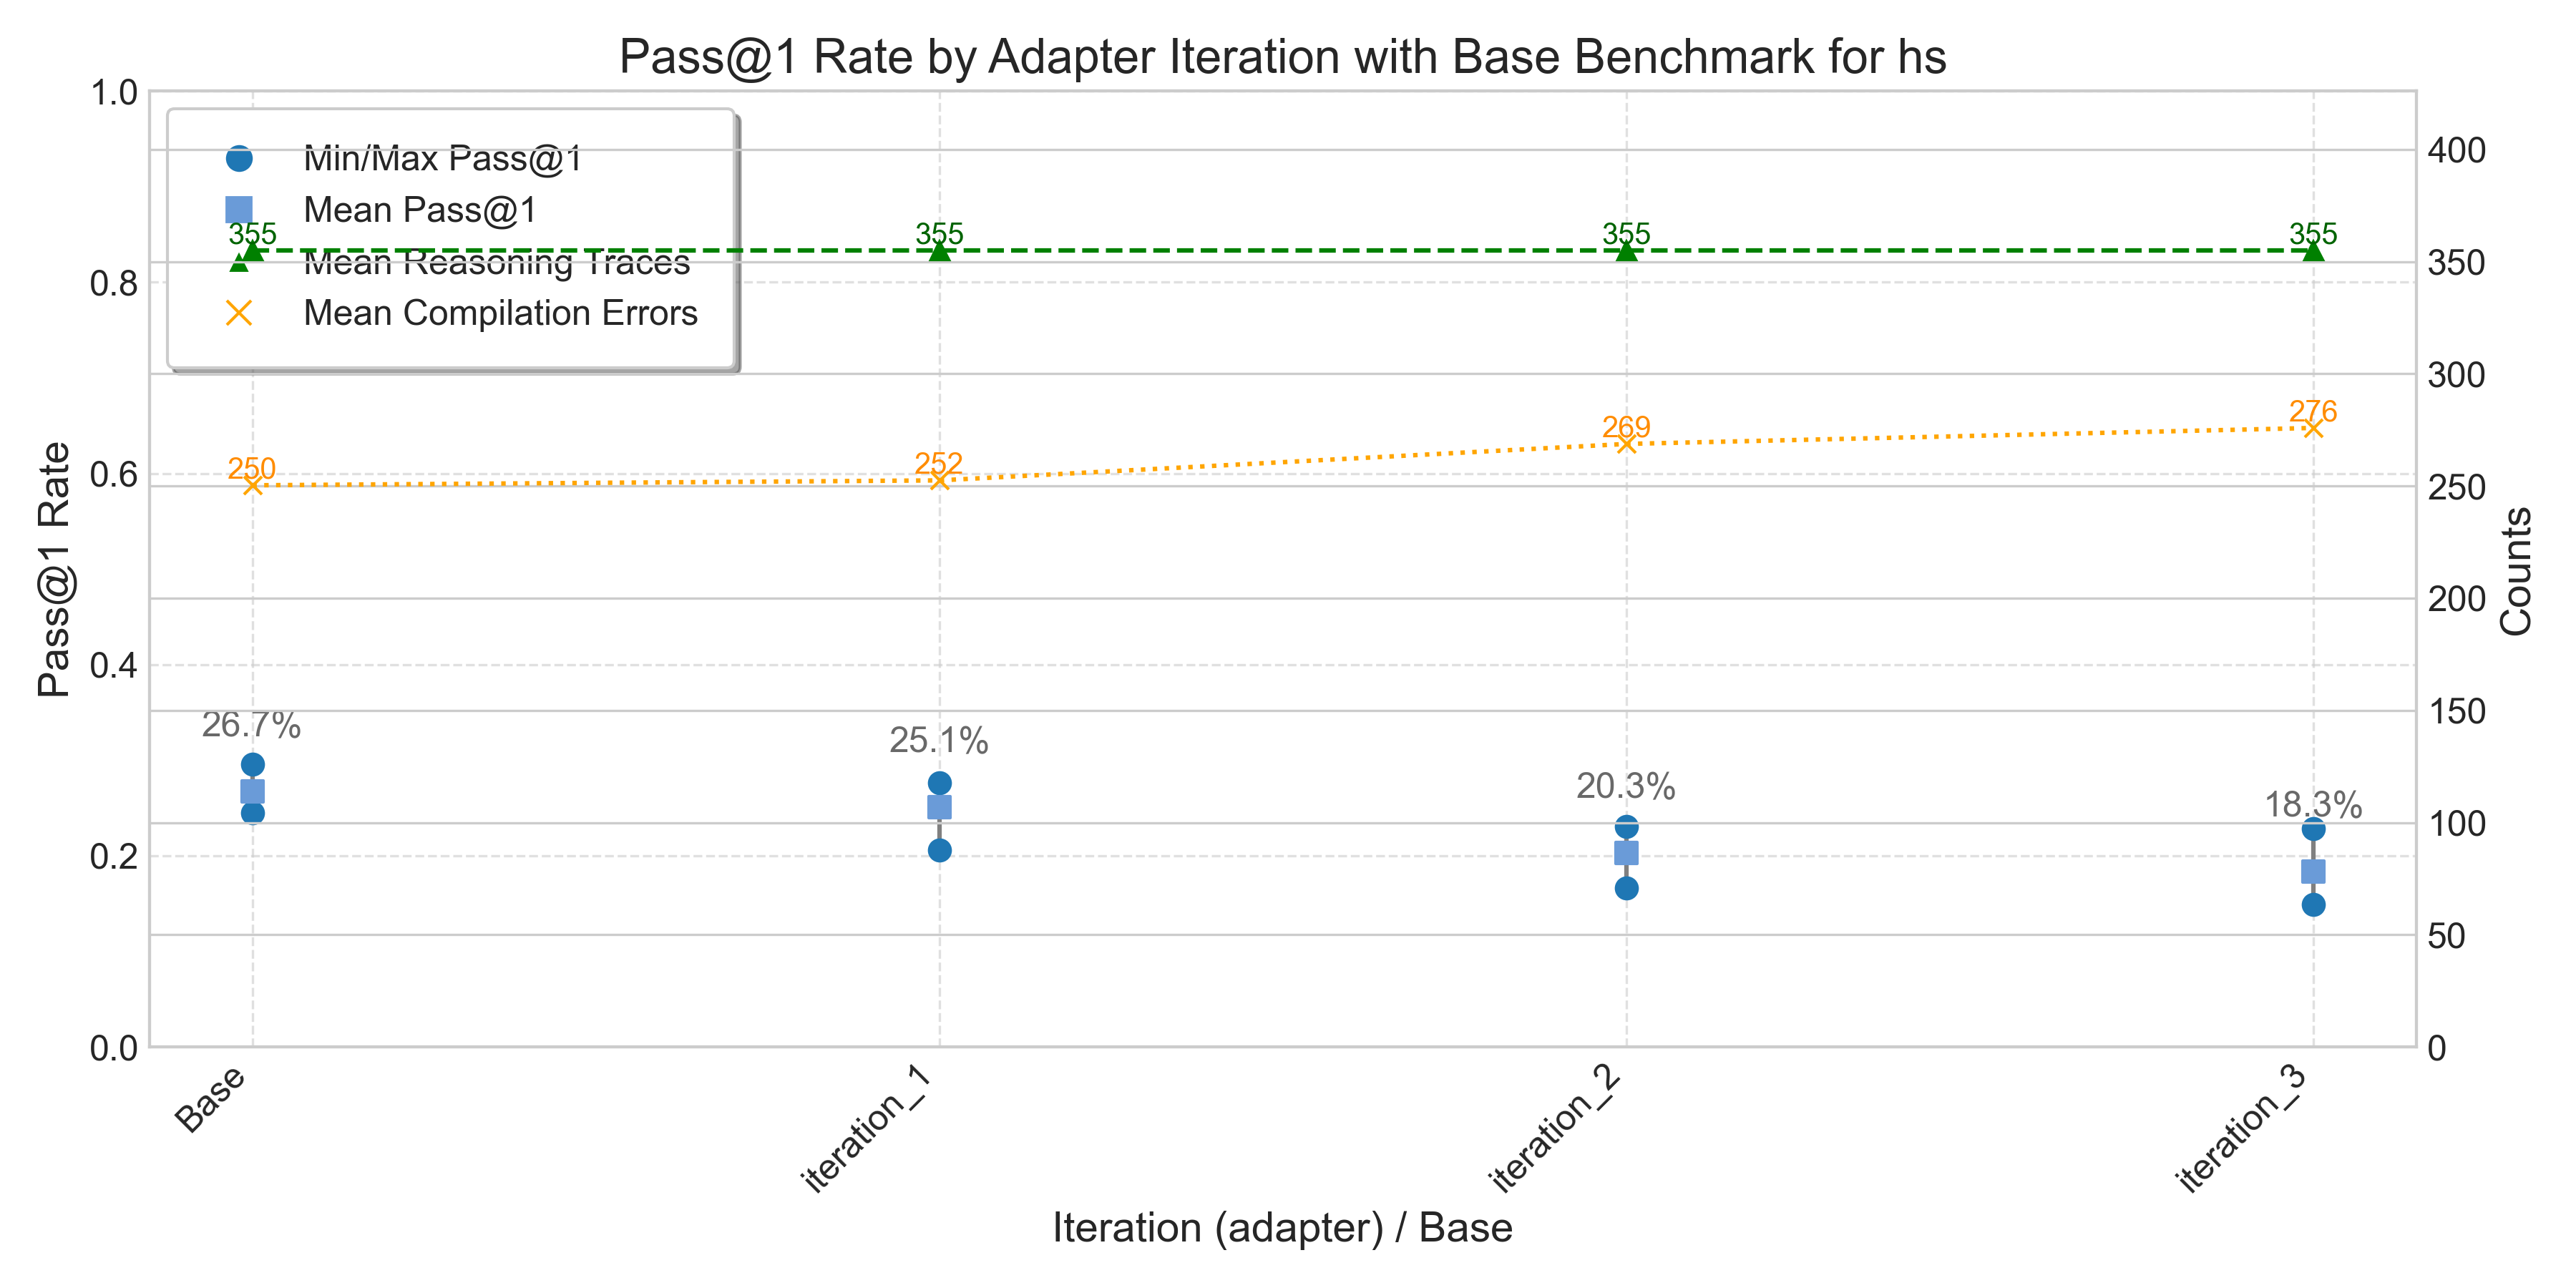 Pass@1 Rate by Adapter Iteration with Base Benchmark for hs
1.0
0.8
0.6
0.4
0.2
0.0
Pass@1 Rate
Min/Max Pass@1
Mean Pass@1
Mean Reasoning Traces
Mean Compilation Errors
355
355
355
355
250
252
269
276
26.7%
25.1%
20.3%
18.3%
400
350
300
250
200
150
100
50
0
Counts
Base
iteration_1
iteration_2
iteration_3
Iteration (adapter) / Base